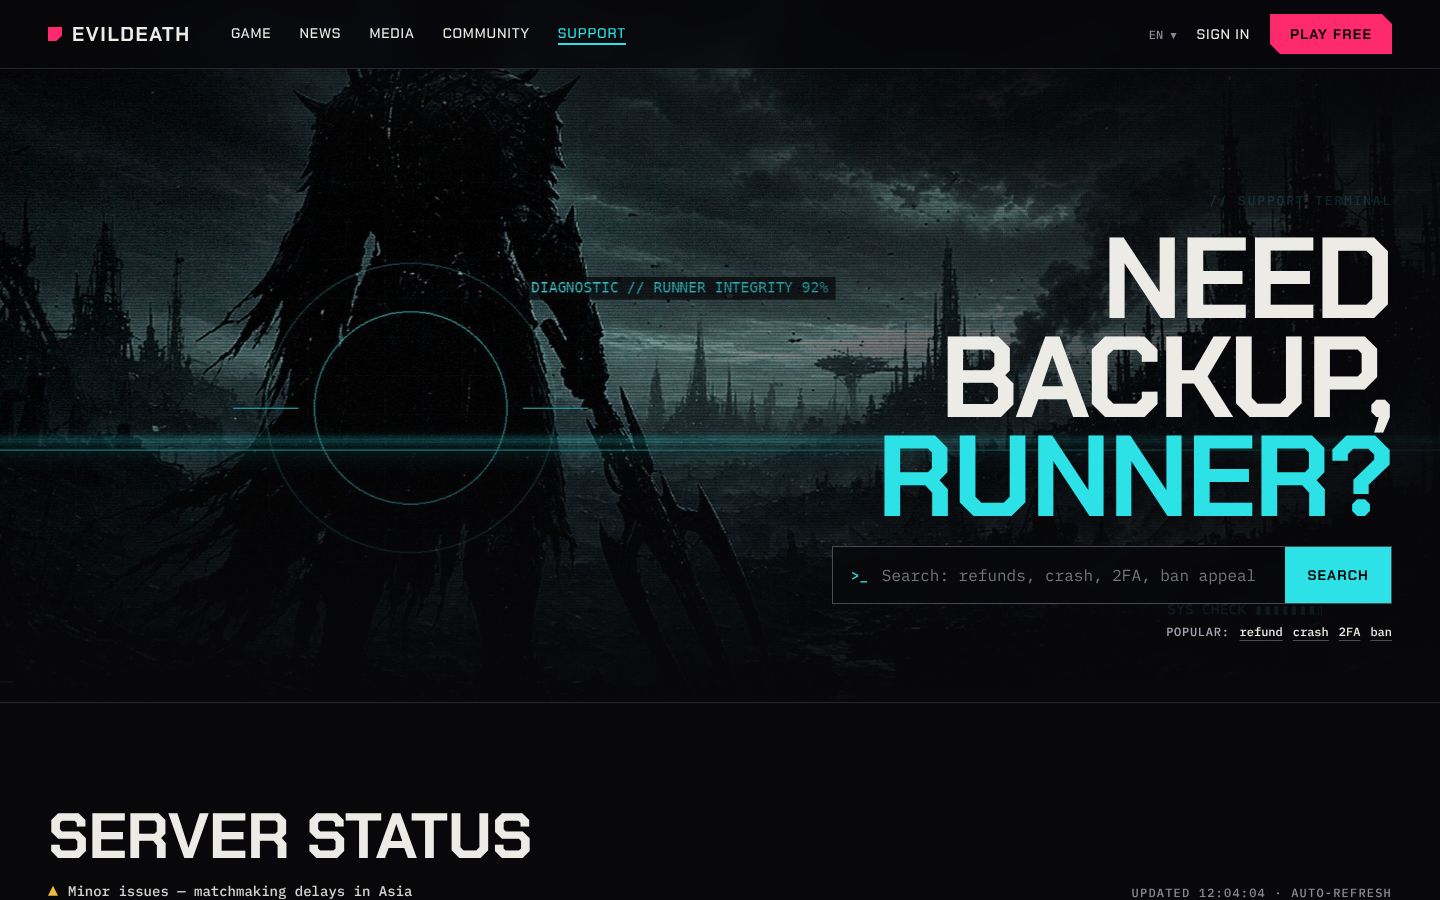 EVILDEATH GAME NEWS MEDIA COMMUNITY SUPPORT EN ▼ SIGN IN PLAY FREE
// SUPPORT TERMINAL
NEED
DIAGNOSTIC // RUNNER INTEGRITY 92%
BACKUP,
RUNNER?
>_ Search: refunds, crash, 2FA, ban appeal SEARCH
SYS CHECK
POPULAR: refund crash 2FA ban
SERVER STATUS
▲ Minor issues — matchmaking delays in Asia
UPDATED 12:04:04 · AUTO-REFRESH